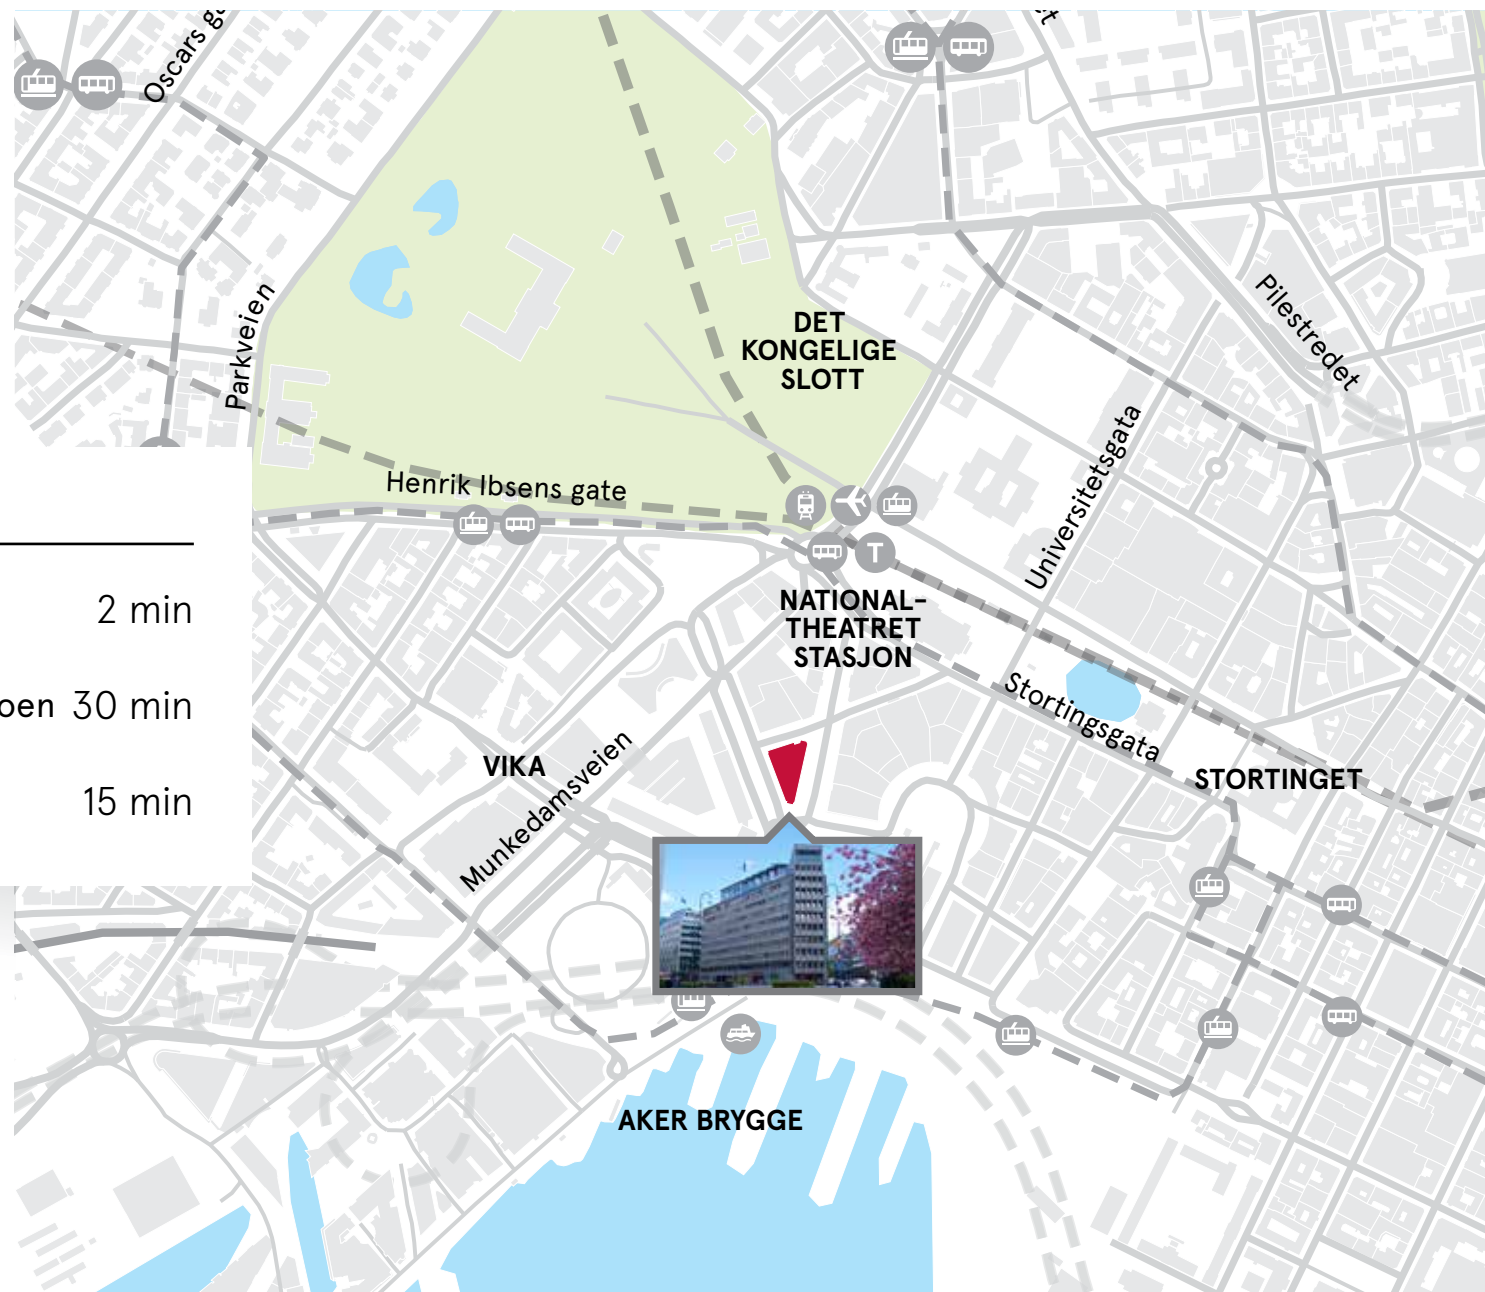 Oscars
Parkveien
DET
KONGELIGE
SLOTT
Pilestredet
Universitetsgata
Henrik Ibsens gate
T
NATIONAL-
THEATRET
STASJON
2 min
30 min
15 min
Stortingsgata
VIKA
Munkedamsveien
STORTINGET
AKER BRYGGE